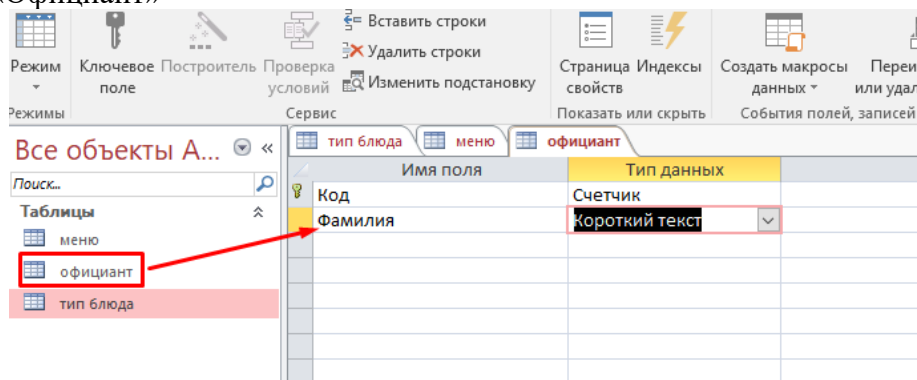 «Официант»
Вставить строки
Удалить строки
Изменить подстановку
Режим Ключевое поле Построитель Проверка условий Страница свойств Индексы Создать макросы данных
или удал
Режимы Сервис Показать или скрыть События полей, записей
Все объекты А... «
тип блюда меню официант
Имя поля Тип данных
Поиск...
Код Счетчик
Таблицы
Фамилия Короткий текст
меню
официант
тип блюда